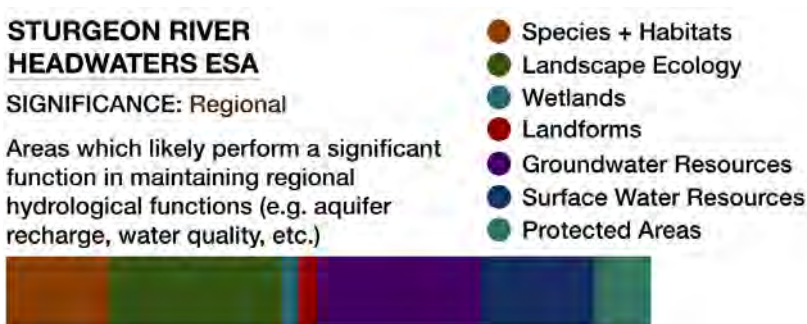 STURGEON RIVER
HEADWATERS ESA
SIGNIFICANCE: Regional
Areas which likely perform a significant
function in maintaining regional
hydrological functions (e.g. aquifer
recharge, water quality, etc.)
Species + Habitats
Landscape Ecology
Wetlands
Landforms
Groundwater Resources
Surface Water Resources
Protected Areas